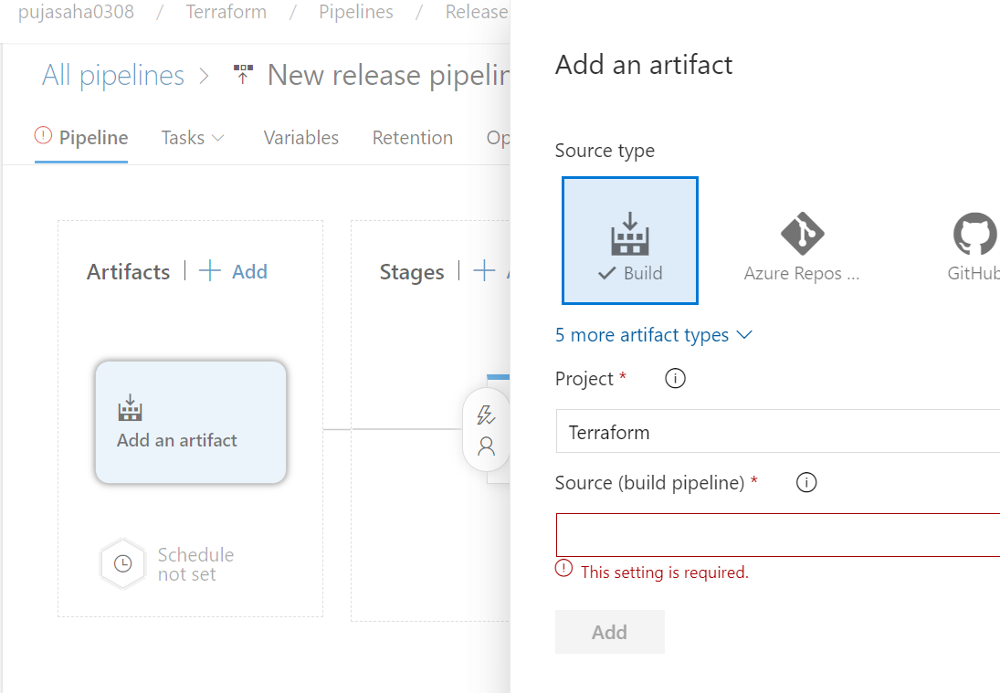 pujasaha0308 / Terraform / Pipelines / Release
All pipelines > New release pipelin
Pipeline Tasks Variables Retention Op
Artifacts | + Add
Stages | + A
Add an artifact
Schedule
not set
Add an artifact
Source type
Build
Azure Repos ...
GitHub
5 more artifact types
Project *
Terraform
Source (build pipeline) *
This setting is required.
Add